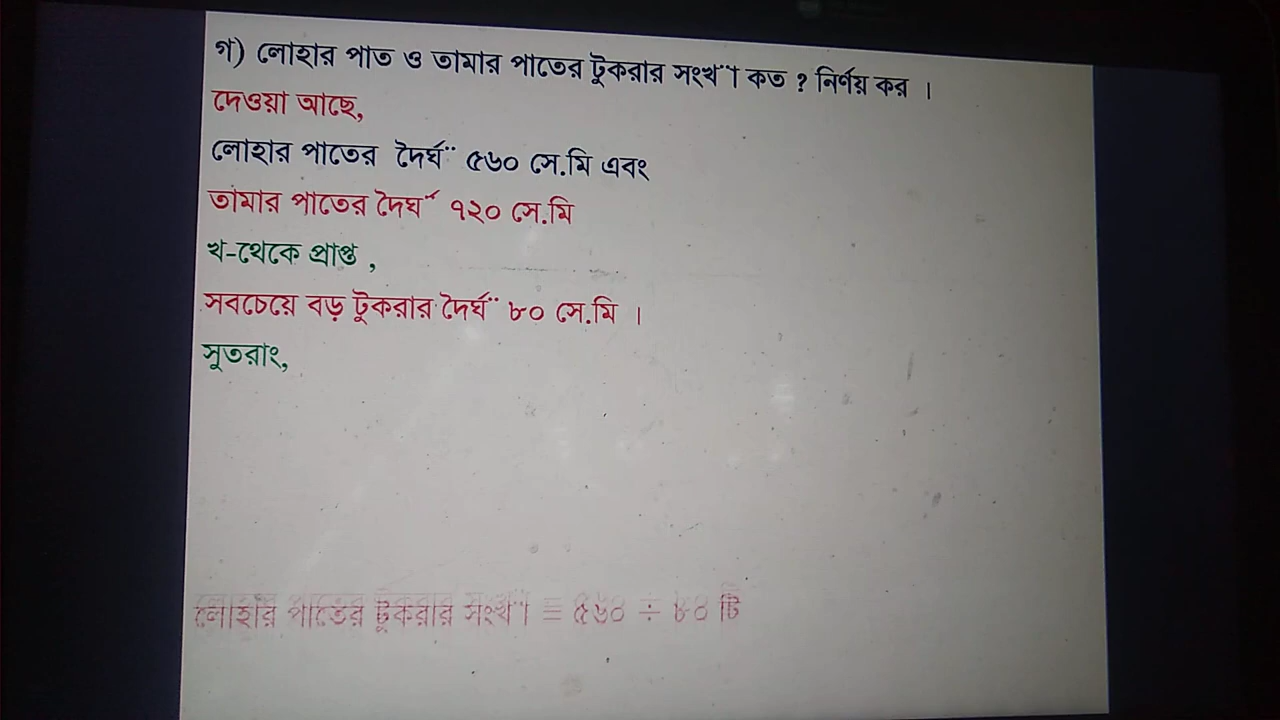 গ) লোহার পাত ও তামার পাতের টুকরার সংখ্যা কত ? নির্ণয় কর ।
দেওয়া আছে,
লোহার পাতের দৈর্ঘ্য ৫৬০ সে.মি এবং
তামার পাতের দৈর্ঘ্য ৭২০ সে.মি
খ-থেকে প্রাপ্ত ,
সবচেয়ে বড় টুকরার দৈর্ঘ্য ৮০ সে.মি ।
সুতরাং,
লোহার পাতের টুকরার সংখ্যা = ৫৬০ ÷ ৮০ টি